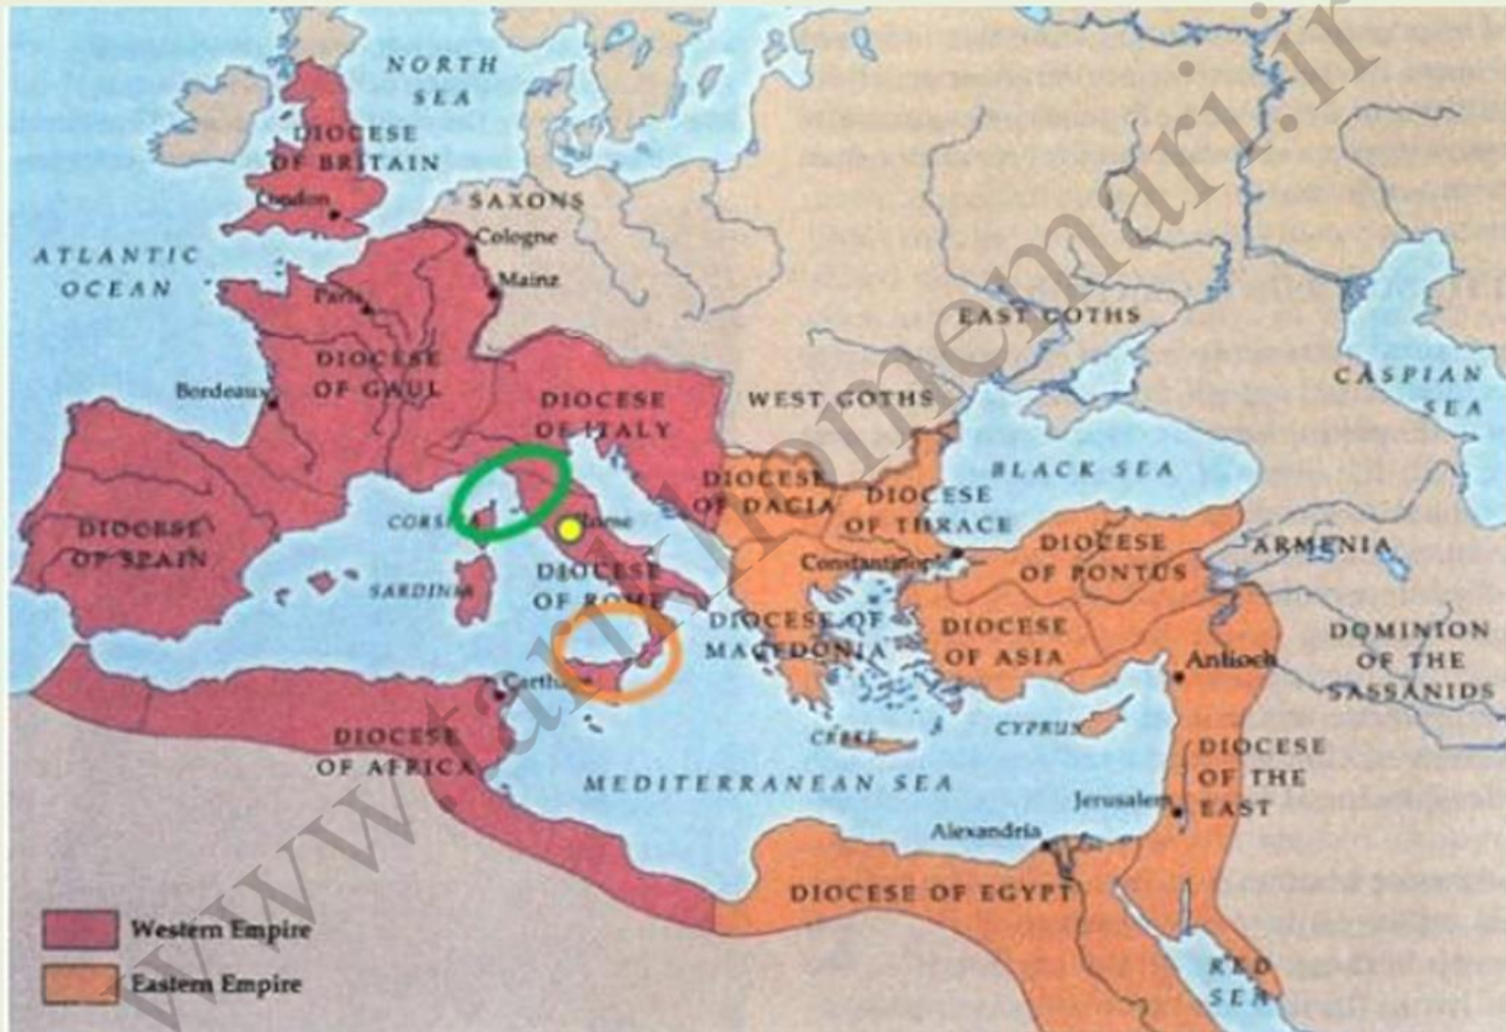 NORTH
SEA
DIOCESE
OF BRITAIN
London
SAXONS
Cologne
Mainz
ATLANTIC
OCEAN
Paris
EAST GOTHS
DIOCESE
OF GAUL
Bordeaux
DIOCESE
OF ITALY
WEST GOTHS
CASPIAN
SEA
BLACK SEA
DIOCESE
OF DACIA
DIOCESE
OF THRACE
CORSICA
Rome
DIOCESE
OF SPAIN
Constantinople
DIOCESE
OF PONTUS
ARMENIA
SARDINIA
DIOCESE
OF ROME
DIOCESE OF
MACEDONIA
DIOCESE
OF ASIA
DOMINION
OF THE
SASSANIDS
Antioch
Carthage
CRETE
CYPRUS
DIOCESE
OF AFRICA
MEDITERRANEAN SEA
DIOCESE
OF THE
EAST
Jerusalem
Alexandria
DIOCESE OF EGYPT
RED
SEA
Western Empire
Eastern Empire
www.tarikhomemari.ir